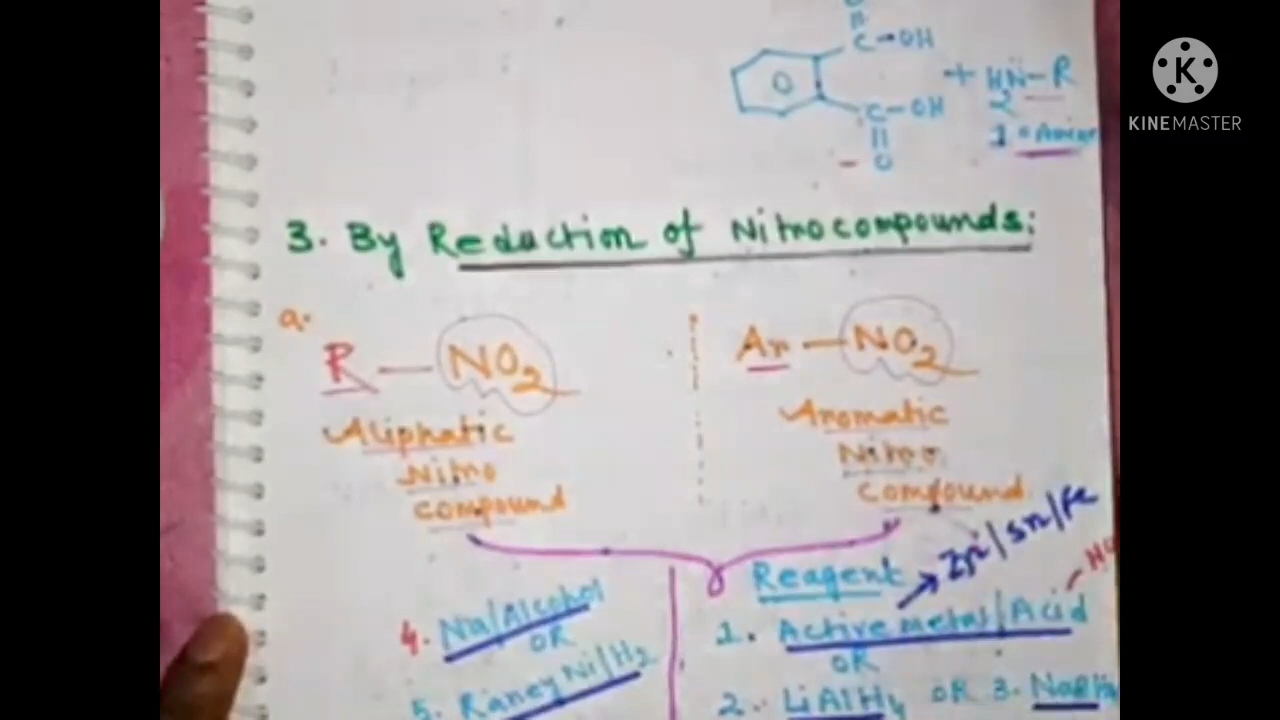 O
||
C-OH
+ H2N-R
C-OH
||
O
1° Amine
3. By Reduction of Nitrocompounds:
a.
R-NO2
Aliphatic
Nitro
compound
Ar-NO2
Aromatic
Nitro
compound
Reagent → Zn/Sn/Fe
1. Active metal/Acid
OR
2. LiAlH4 OR 3.
4. Na/Alcohol
OR
5. Raney Ni/H2
K
KINEMASTER